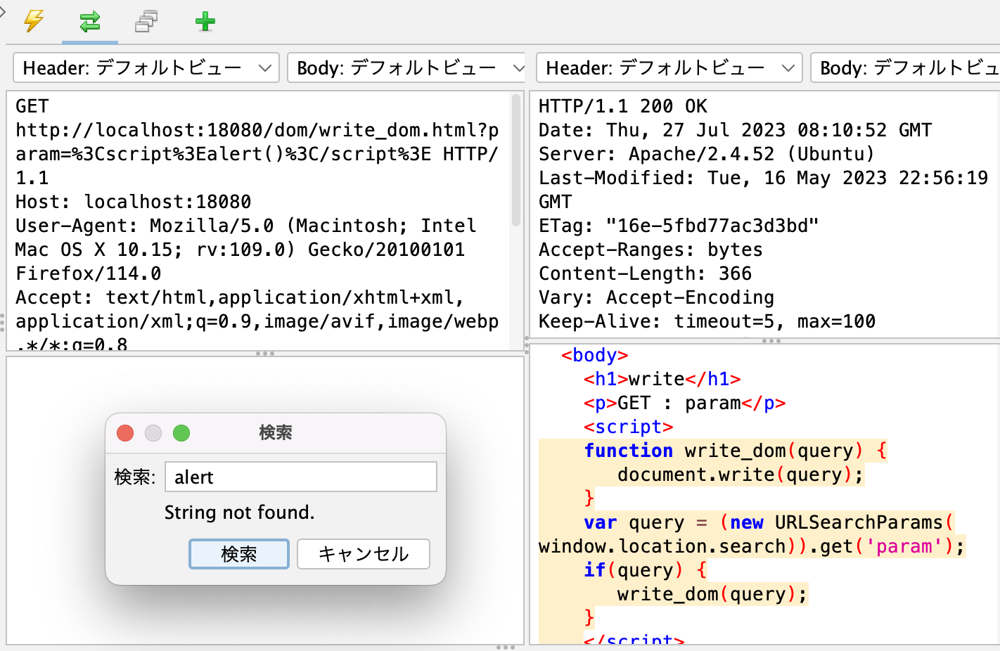 Header: デフォルトビュー
Body: デフォルトビュー
Header: デフォルトビュー
Body: デフォルトビュ
GET
http://localhost:18080/dom/write_dom.html?p
aram=%3Cscript%3Ealert()%3C/script%3E HTTP/
1.1
Host: localhost:18080
User-Agent: Mozilla/5.0 (Macintosh; Intel
Mac OS X 10.15; rv:109.0) Gecko/20100101
Firefox/114.0
Accept: text/html,application/xhtml+xml,
application/xml;q=0.9,image/avif,image/webp
,*/*;q=0.8
HTTP/1.1 200 OK
Date: Thu, 27 Jul 2023 08:10:52 GMT
Server: Apache/2.4.52 (Ubuntu)
Last-Modified: Tue, 16 May 2023 22:56:19
GMT
ETag: "16e-5fbd77ac3d3bd"
Accept-Ranges: bytes
Content-Length: 366
Vary: Accept-Encoding
Keep-Alive: timeout=5, max=100
検索
検索: alert
String not found.
検索
キャンセル
<body>
<h1>write</h1>
<p>GET : param</p>
<script>
function write_dom(query) {
document.write(query);
}
var query = (new URLSearchParams(
window.location.search)).get('param');
if(query) {
write_dom(query);
}
</script>